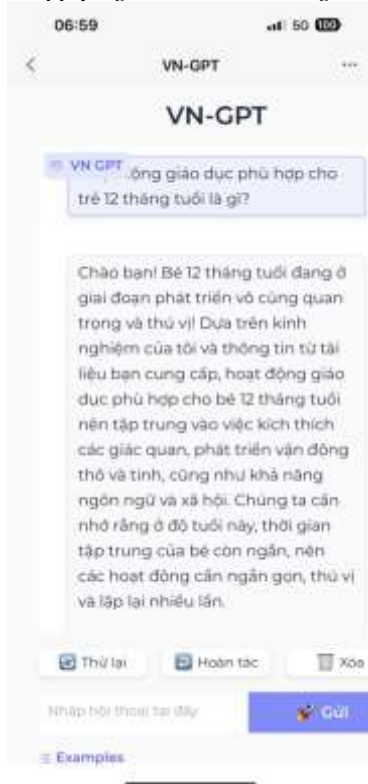 06:59
50 100
VN-GPT
VN-GPT
VN GPT
động giáo dục phù hợp cho
trẻ 12 tháng tuổi là gì?
Chào bạn! Bé 12 tháng tuổi đang ở
giai đoạn phát triển vô cùng quan
trọng và thú vị! Dựa trên kinh
nghiệm của tôi và thông tin từ tài
liệu bạn cung cấp, hoạt động giáo
dục phù hợp cho bé 12 tháng tuổi
nên tập trung vào việc kích thích
các giác quan, phát triển vận động
thô và tinh, cũng như khả năng
ngôn ngữ và xã hội. Chúng ta cần
nhớ rằng ở độ tuổi này, thời gian
tập trung của bé còn ngắn, nên
các hoạt động cần ngắn gọn, thú vị
và lặp lại nhiều lần.
Thử lại
Hoàn tác
Xóa
Nhập hội thoại tại đây
Gửi
Examples